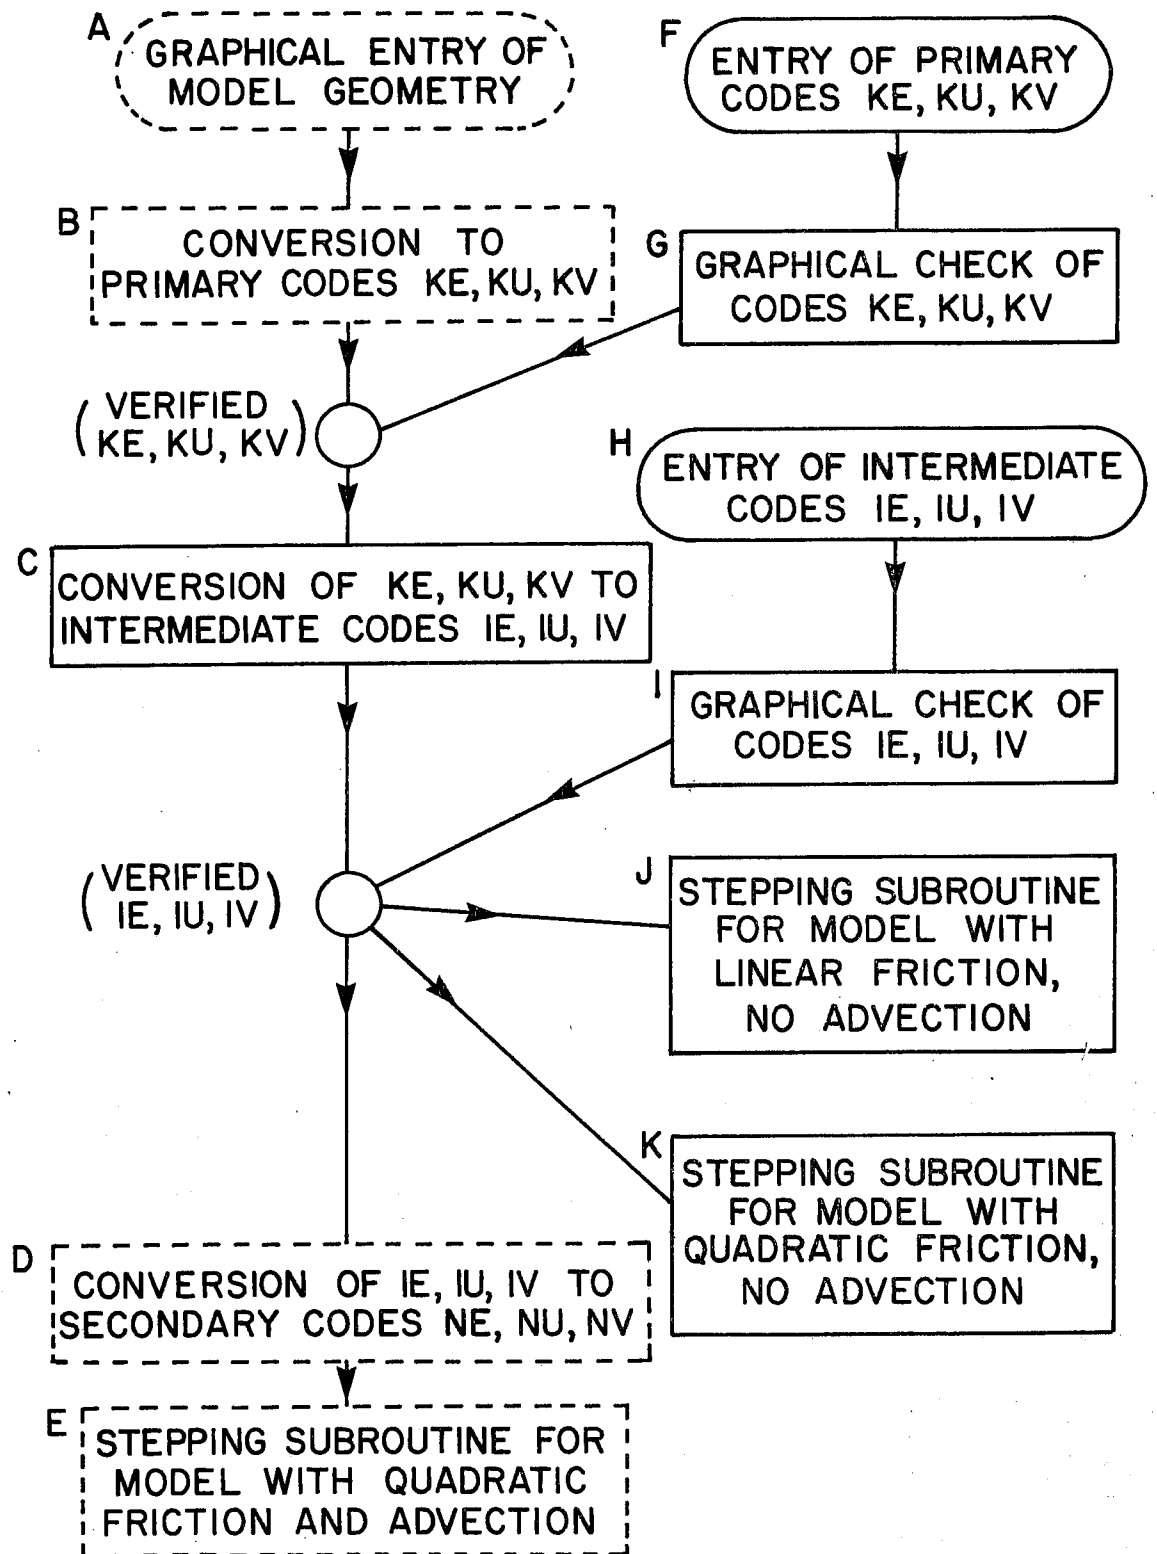 A
GRAPHICAL ENTRY OF
MODEL GEOMETRY
F
ENTRY OF PRIMARY
CODES KE, KU, KV
B
CONVERSION TO
PRIMARY CODES KE, KU, KV
G
GRAPHICAL CHECK OF
CODES KE, KU, KV
(VERIFIED
KE, KU, KV)
H
ENTRY OF INTERMEDIATE
CODES IE, IU, IV
C
CONVERSION OF KE, KU, KV TO
INTERMEDIATE CODES IE, IU, IV
I
GRAPHICAL CHECK OF
CODES IE, IU, IV
(VERIFIED
IE, IU, IV)
J
STEPPING SUBROUTINE
FOR MODEL WITH
LINEAR FRICTION,
NO ADVECTION
K
STEPPING SUBROUTINE
FOR MODEL WITH
QUADRATIC FRICTION,
NO ADVECTION
D
CONVERSION OF IE, IU, IV TO
SECONDARY CODES NE, NU, NV
E
STEPPING SUBROUTINE FOR
MODEL WITH QUADRATIC
FRICTION AND ADVECTION